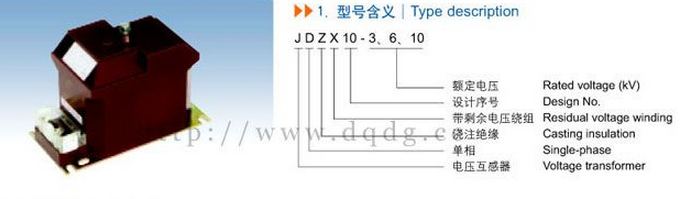 ▶▶ 1. 型号含义｜Type description
J D Z X 10 - 3、6、10
额定电压 Rated voltage (kV)
设计序号 Design No.
带剩余电压绕组 Residual voltage winding
浇注绝缘 Casting insulation
单相 Single-phase
电压互感器 Voltage transformer
http://www.dqdg.c